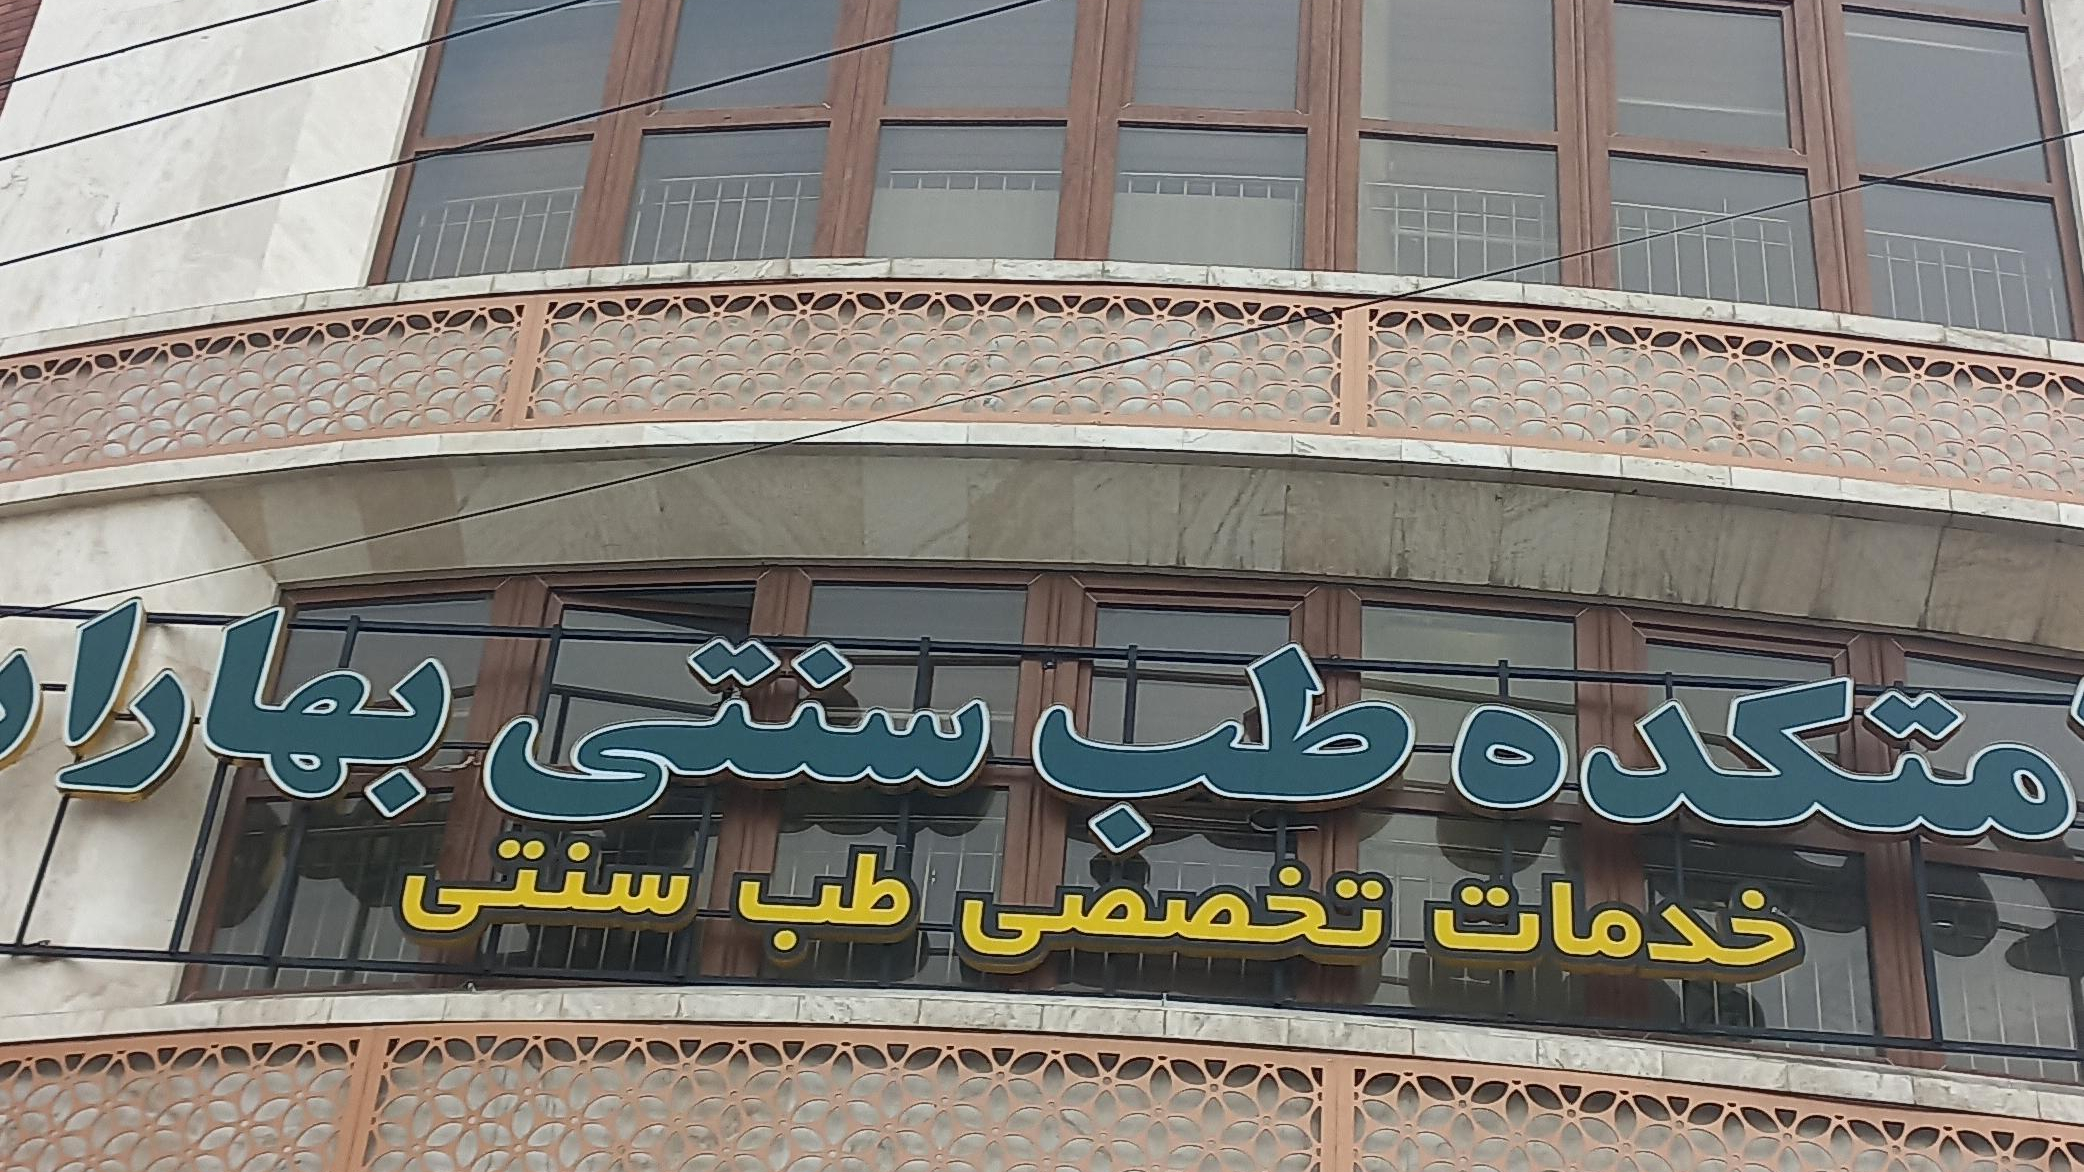 متکده طب سنتی بهارا
خدمات تخصصی طب سنتی